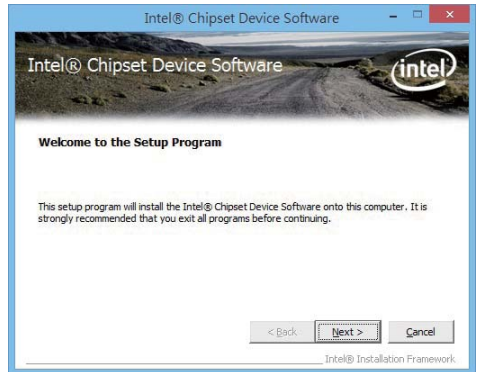 Intel® Chipset Device Software
Intel® Chipset Device Software
intel
Welcome to the Setup Program
This setup program will install the Intel® Chipset Device Software onto this computer. It is
strongly recommended that you exit all programs before continuing.
< Back Next > Cancel
Intel® Installation Framework